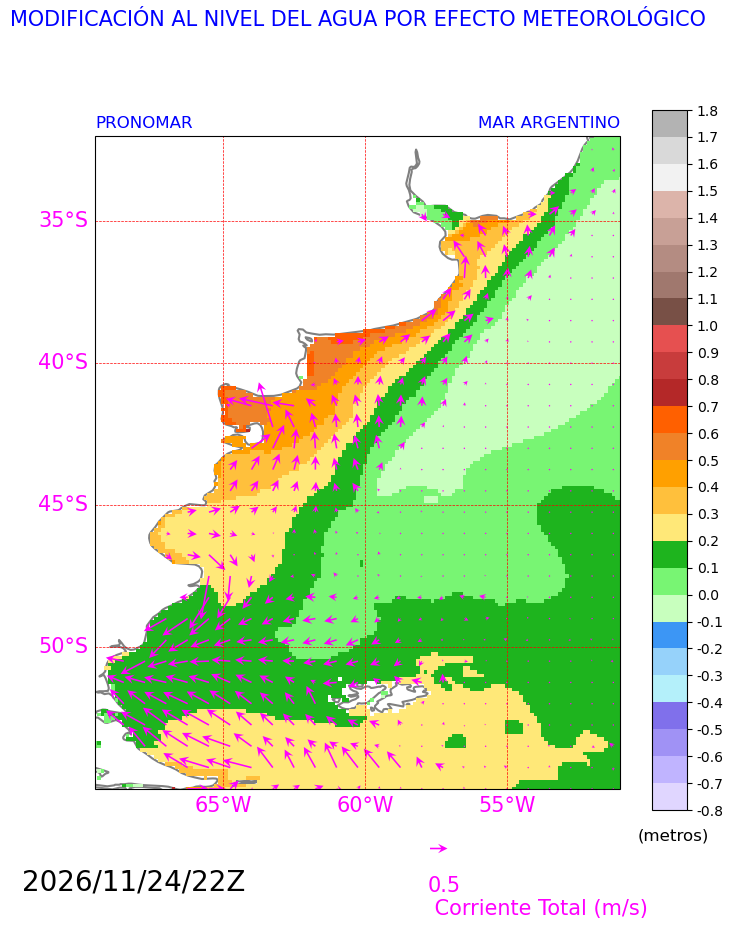 MODIFICACIÓN AL NIVEL DEL AGUA POR EFECTO METEOROLÓGICO
PRONOMAR
MAR ARGENTINO
35°S
40°S
45°S
50°S
65°W
60°W
55°W
1.8
1.7
1.6
1.5
1.4
1.3
1.2
1.1
1.0
0.9
0.8
0.7
0.6
0.5
0.4
0.3
0.2
0.1
0.0
-0.1
-0.2
-0.3
-0.4
-0.5
-0.6
-0.7
-0.8
(metros)
2026/11/24/22Z
0.5
Corriente Total (m/s)